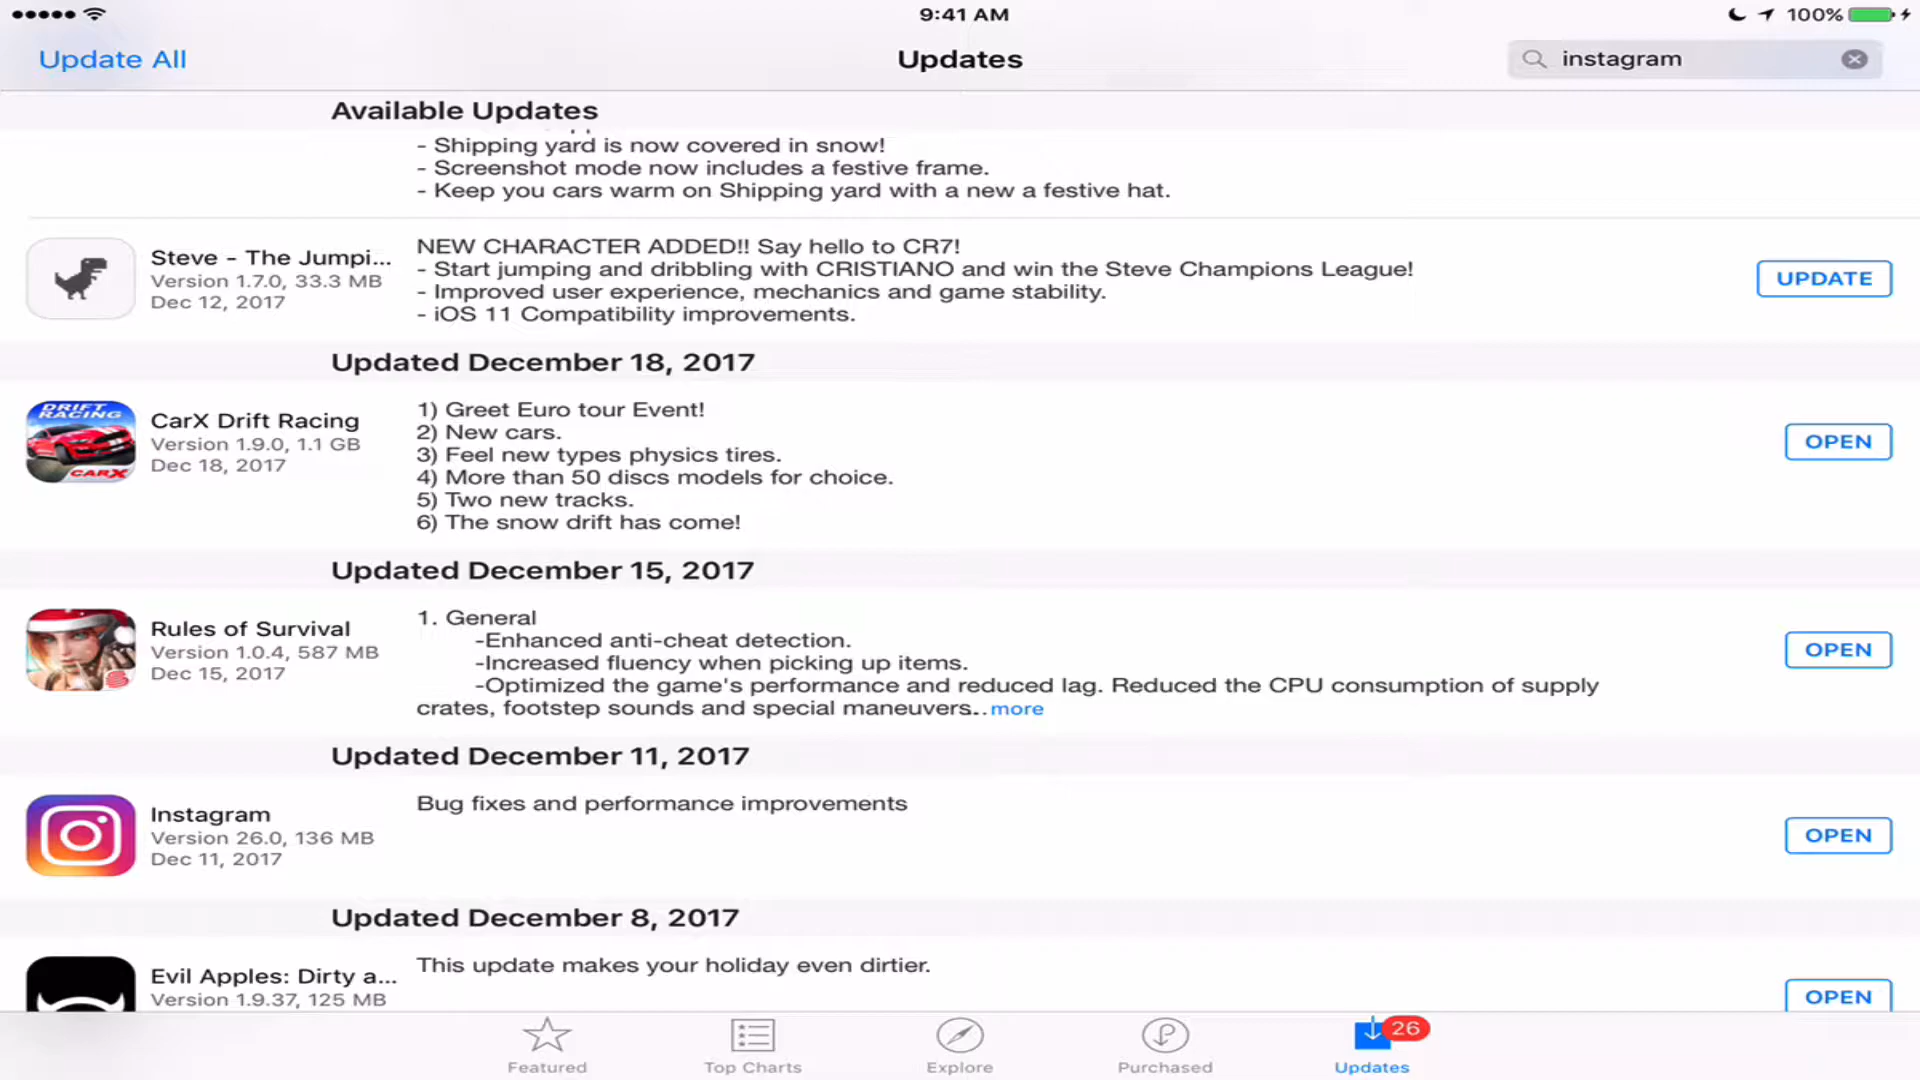 9:41 AM
100%
Update All
Updates
instagram
Available Updates
- Shipping yard is now covered in snow!
- Screenshot mode now includes a festive frame.
- Keep you cars warm on Shipping yard with a new a festive hat.
Steve - The Jumpi...
Version 1.7.0, 33.3 MB
Dec 12, 2017
NEW CHARACTER ADDED!! Say hello to CR7!
- Start jumping and dribbling with CRISTIANO and win the Steve Champions League!
- Improved user experience, mechanics and game stability.
- iOS 11 Compatibility improvements.
UPDATE
Updated December 18, 2017
DRIFT
RACING
CARX
CarX Drift Racing
Version 1.9.0, 1.1 GB
Dec 18, 2017
1) Greet Euro tour Event!
2) New cars.
3) Feel new types physics tires.
4) More than 50 discs models for choice.
5) Two new tracks.
6) The snow drift has come!
OPEN
Updated December 15, 2017
Rules of Survival
Version 1.0.4, 587 MB
Dec 15, 2017
1. General
-Enhanced anti-cheat detection.
-Increased fluency when picking up items.
-Optimized the game's performance and reduced lag. Reduced the CPU consumption of supply
crates, footstep sounds and special maneuvers... more
OPEN
Updated December 11, 2017
Instagram
Version 26.0, 136 MB
Dec 11, 2017
Bug fixes and performance improvements
OPEN
Updated December 8, 2017
Evil Apples: Dirty a...
Version 1.9.37, 125 MB
This update makes your holiday even dirtier.
OPEN
Featured
Top Charts
Explore
Purchased
26
Updates